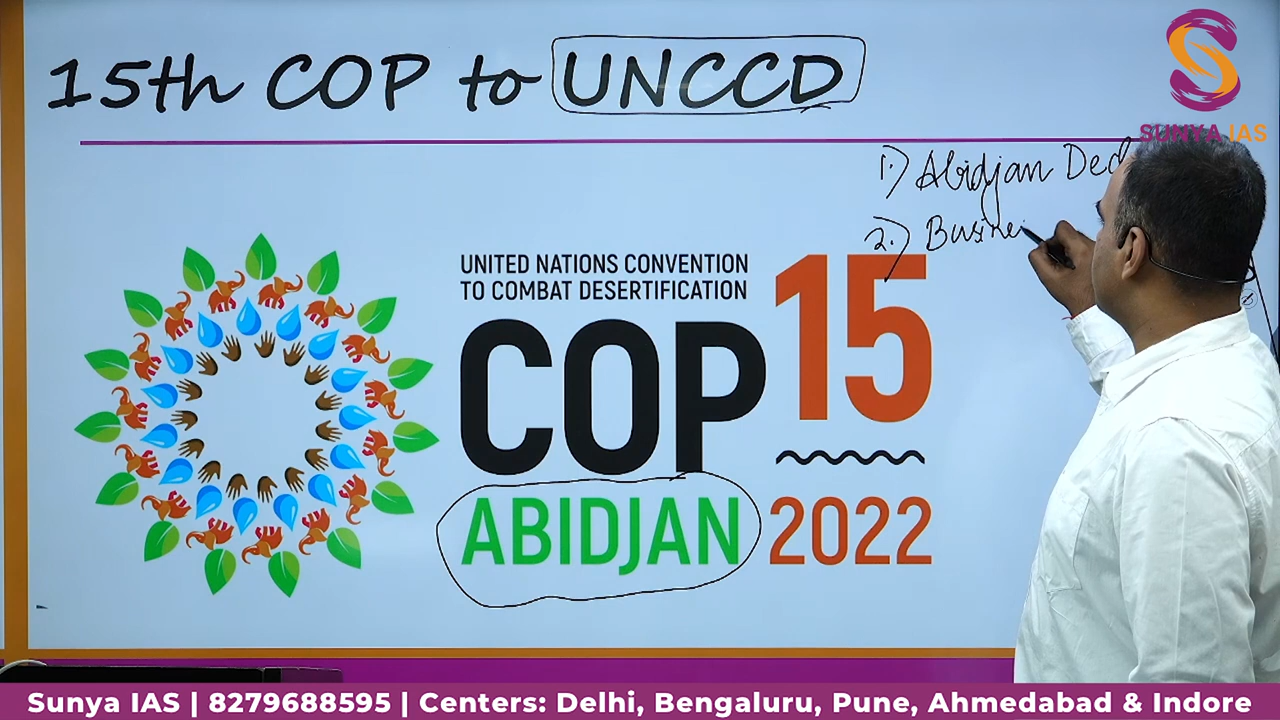 15th COP to UNCCD
SUNYA IAS
1.) Abidjan Decl
2.) Busine
UNITED NATIONS CONVENTION
TO COMBAT DESERTIFICATION
COP 15
ABIDJAN 2022
Sunya IAS | 8279688595 | Centers: Delhi, Bengaluru, Pune, Ahmedabad & Indore